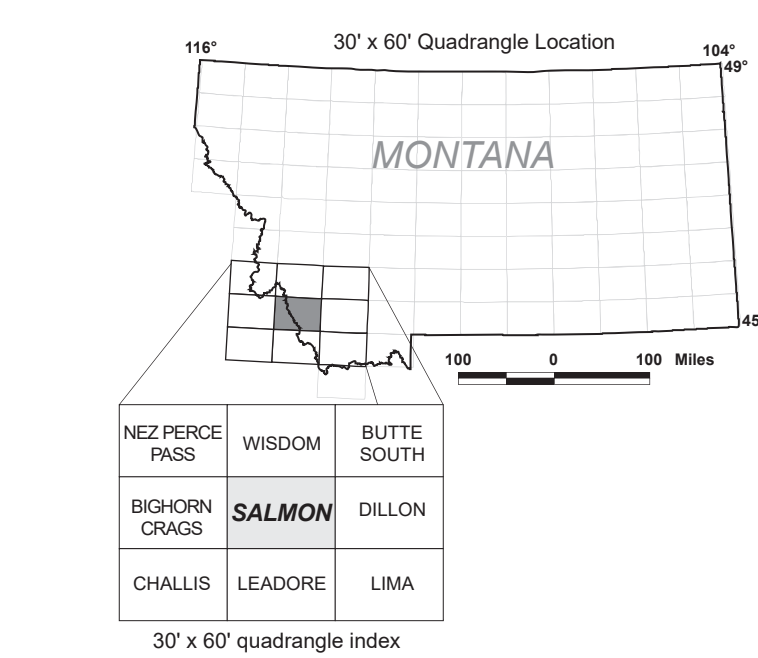 30' x 60' Quadrangle Location
116°
104°
49°
MONTANA
45
100 0 100 Miles
NEZ PERCE
PASS
WISDOM
BUTTE
SOUTH
BIGHORN
CRAGS
SALMON
DILLON
CHALLIS
LEADORE
LIMA
30' x 60' quadrangle index